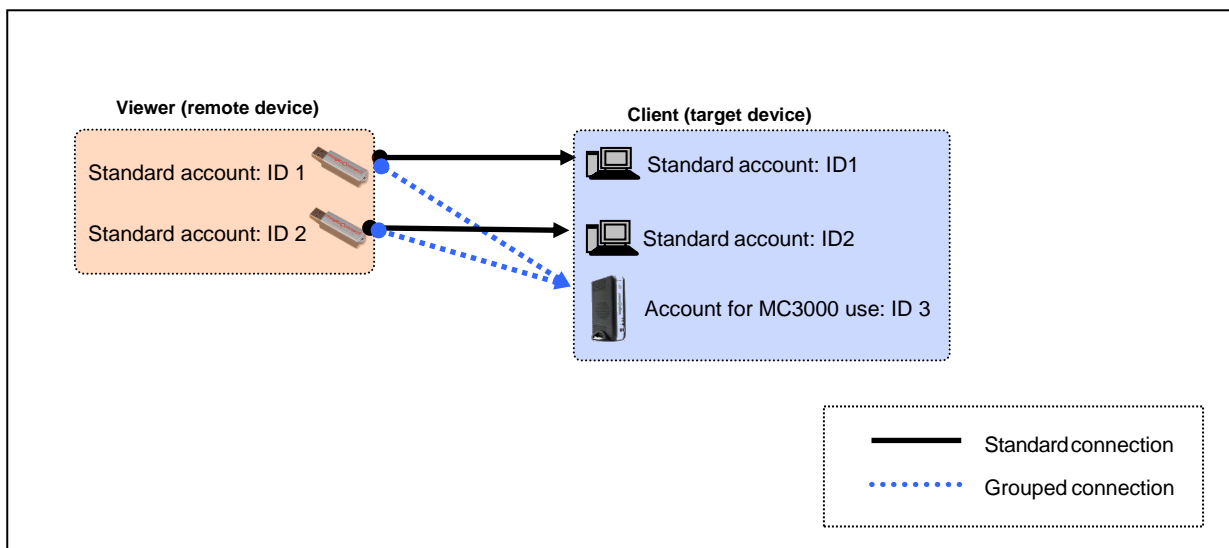 Viewer (remote device)
Standard account: ID 1
Standard account: ID 2
Client (target device)
Standard account: ID1
Standard account: ID2
Account for MC3000 use: ID 3
Standard connection
Grouped connection